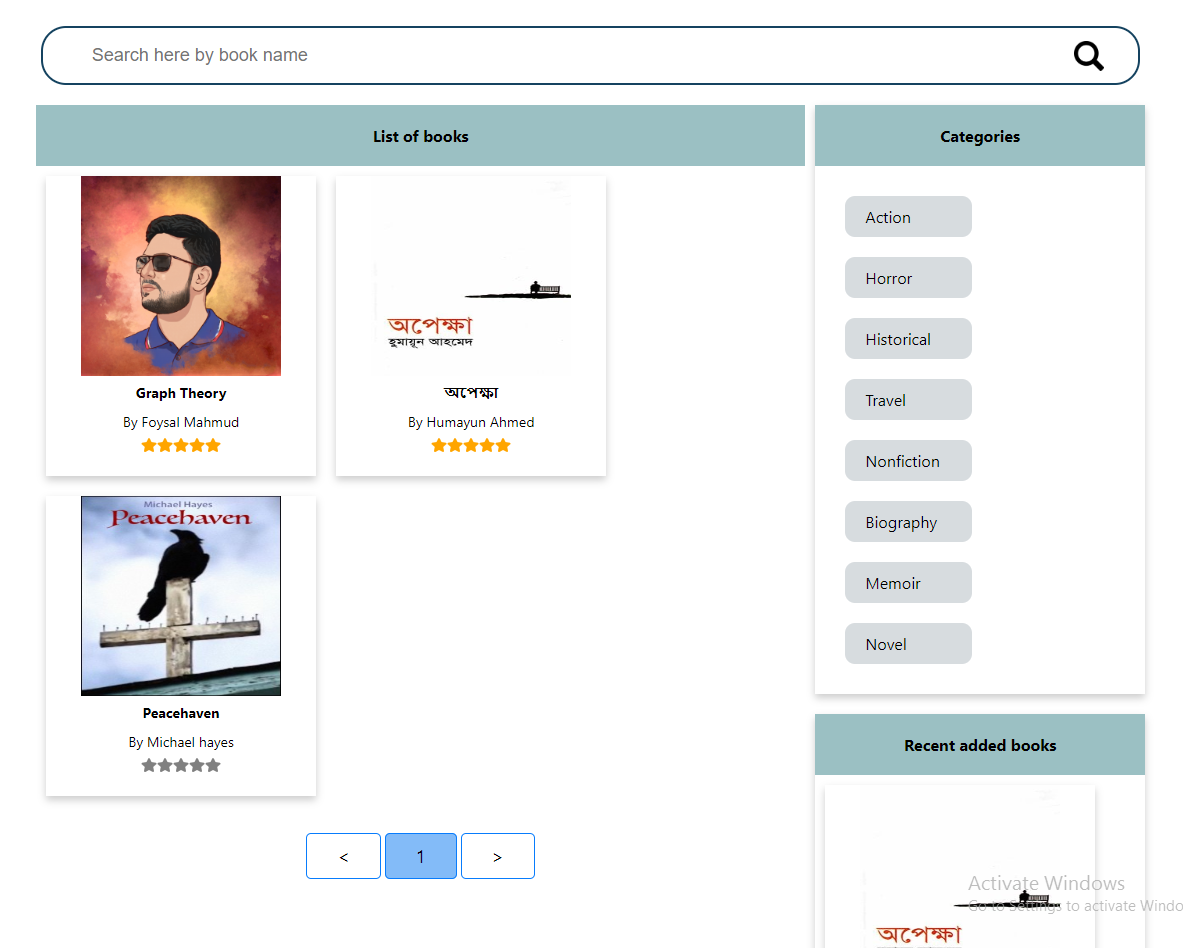 Search here by book name
List of books
অপেক্ষা
হুমায়ূন আহমেদ
Graph Theory
By Foysal Mahmud
অপেক্ষা
By Humayun Ahmed
Michael Hayes
Peacehaven
Peacehaven
By Michael hayes
< 1 >
Categories
Action
Horror
Historical
Travel
Nonfiction
Biography
Memoir
Novel
Recent added books
অপেক্ষা
Activate Windows
Go to Settings to activate Windo